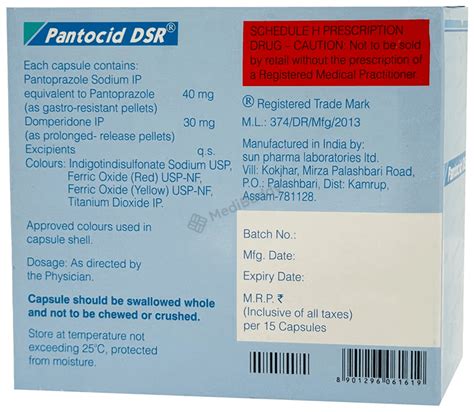 Pantocid DSR®
Each capsule contains:
Pantoprazole Sodium IP
equivalent to Pantoprazole 40 mg
(as gastro-resistant pellets)
Domperidone IP 30 mg
(as prolonged- release pellets)
Excipients q.s.
Colours: Indigotindisulfonate Sodium USP,
Ferric Oxide (Red) USP-NF,
Ferric Oxide (Yellow) USP-NF,
Titanium Dioxide IP.
Approved colours used in
capsule shell.
Dosage: As directed by
the Physician.
Capsule should be swallowed whole
and not to be chewed or crushed.
Store at temperature not
exceeding 25°C, protected
from moisture.
SCHEDULE H PRESCRIPTION
DRUG - CAUTION: Not to be sold
by retail without the prescription of
a Registered Medical Practitioner.
® Registered Trade Mark
M.L.: 374/DR/Mfg/2013
Manufactured in India by:
sun pharma laboratories ltd.
Vill: Kokjhar, Mirza Palashbari Road,
P.O.: Palashbari, Dist: Kamrup,
Assam-781128.
Batch No.:
Mfg. Date:
Expiry Date:
M.R.P. ₹
(Inclusive of all taxes)
per 15 Capsules
8 901296 061619